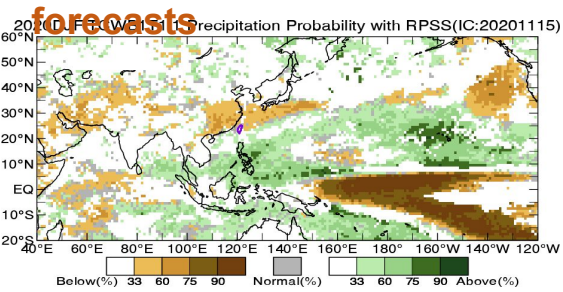 forecasts
Precipitation Probability with RPSS(IC:20201115)
60°N
50°N
40°N
30°N
20°N
10°N
EQ
10°S
20°S
40°E 60°E 80°E 100°E 120°E 140°E 160°E 180° 160°W 140°W 120°W
Below(%) 33 60 75 90 Normal(%) 33 60 75 90 Above(%)